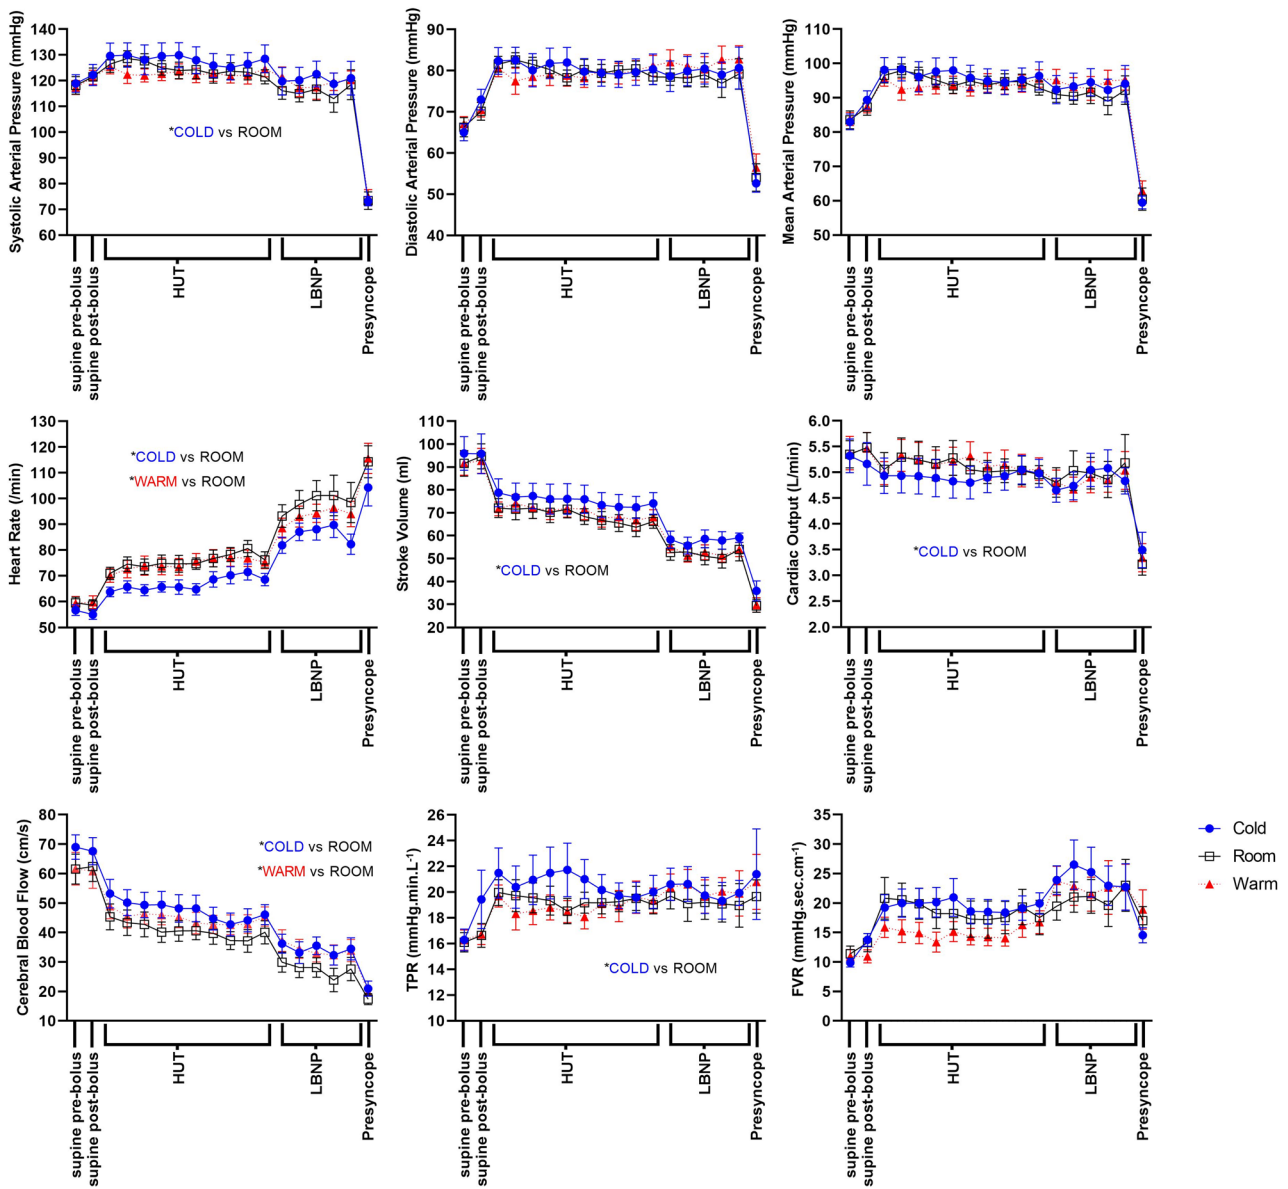 Systolic Arterial Pressure (mmHg)
140
130
120
110
100
90
80
70
60
*COLD vs ROOM
supine pre-bolus
supine post-bolus
HUT
LBNP
Presyncope
Diastolic Arterial Pressure (mmHg)
90
80
70
60
50
40
supine pre-bolus
supine post-bolus
HUT
LBNP
Presyncope
Mean Arterial Pressure (mmHg)
110
100
90
80
70
60
50
supine pre-bolus
supine post-bolus
HUT
LBNP
Presyncope
Heart Rate (/min)
130
120
110
100
90
80
70
60
50
*COLD vs ROOM
*WARM vs ROOM
supine pre-bolus
supine post-bolus
HUT
LBNP
Presyncope
Stroke Volume (ml)
110
100
90
80
70
60
50
40
30
20
*COLD vs ROOM
supine pre-bolus
supine post-bolus
HUT
LBNP
Presyncope
Cardiac Output (L/min)
6.0
5.5
5.0
4.5
4.0
3.5
3.0
2.5
2.0
*COLD vs ROOM
supine pre-bolus
supine post-bolus
HUT
LBNP
Presyncope
Cerebral Blood Flow (cm/s)
80
70
60
50
40
30
20
10
*COLD vs ROOM
*WARM vs ROOM
supine pre-bolus
supine post-bolus
HUT
LBNP
Presyncope
TPR (mmHg.min.L⁻¹)
26
24
22
20
18
16
14
12
10
*COLD vs ROOM
supine pre-bolus
supine post-bolus
HUT
LBNP
Presyncope
FVR (mmHg.sec.cm⁻¹)
35
30
25
20
15
10
5
0
supine pre-bolus
supine post-bolus
HUT
LBNP
Presyncope
Cold
Room
Warm